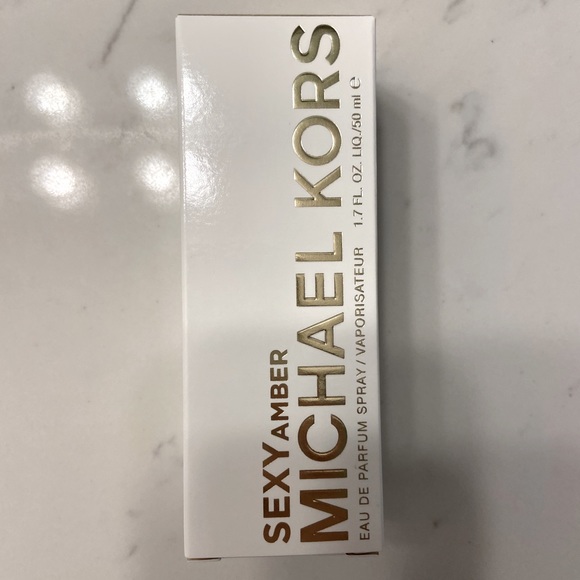 SEXY AMBER
MICHAEL KORS
EAU DE PARFUM SPRAY / VAPORISATEUR 1.7 FL. OZ. LIQ./50 ml ℮